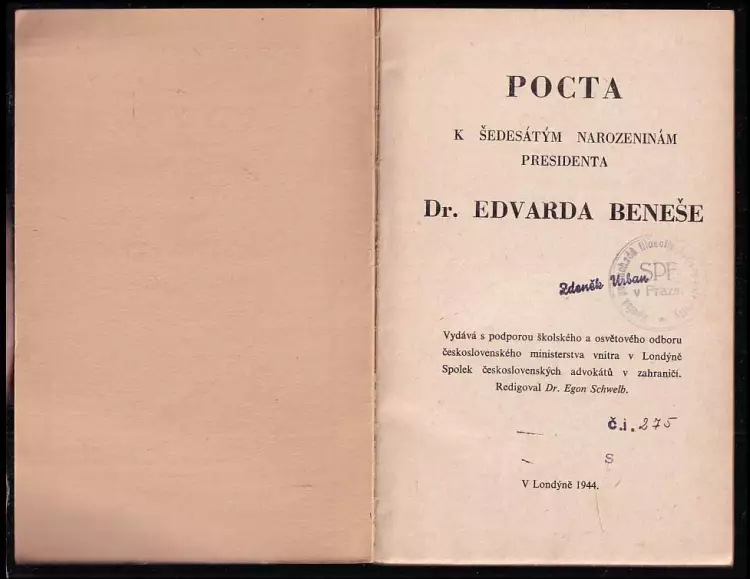 POCTA
K ŠEDESÁTÝM NAROZENINÁM
PRESIDENTA
Dr. EDVARDA BENEŠE
SPF
v Praze
Zdeněk Urban
Vydává s podporou školského a osvětového odboru
československého ministerstva vnitra v Londýně
Spolek československých advokátů v zahraničí.
Redigoval Dr. Egon Schwelb.
č.i. 275
S
V Londýně 1944.